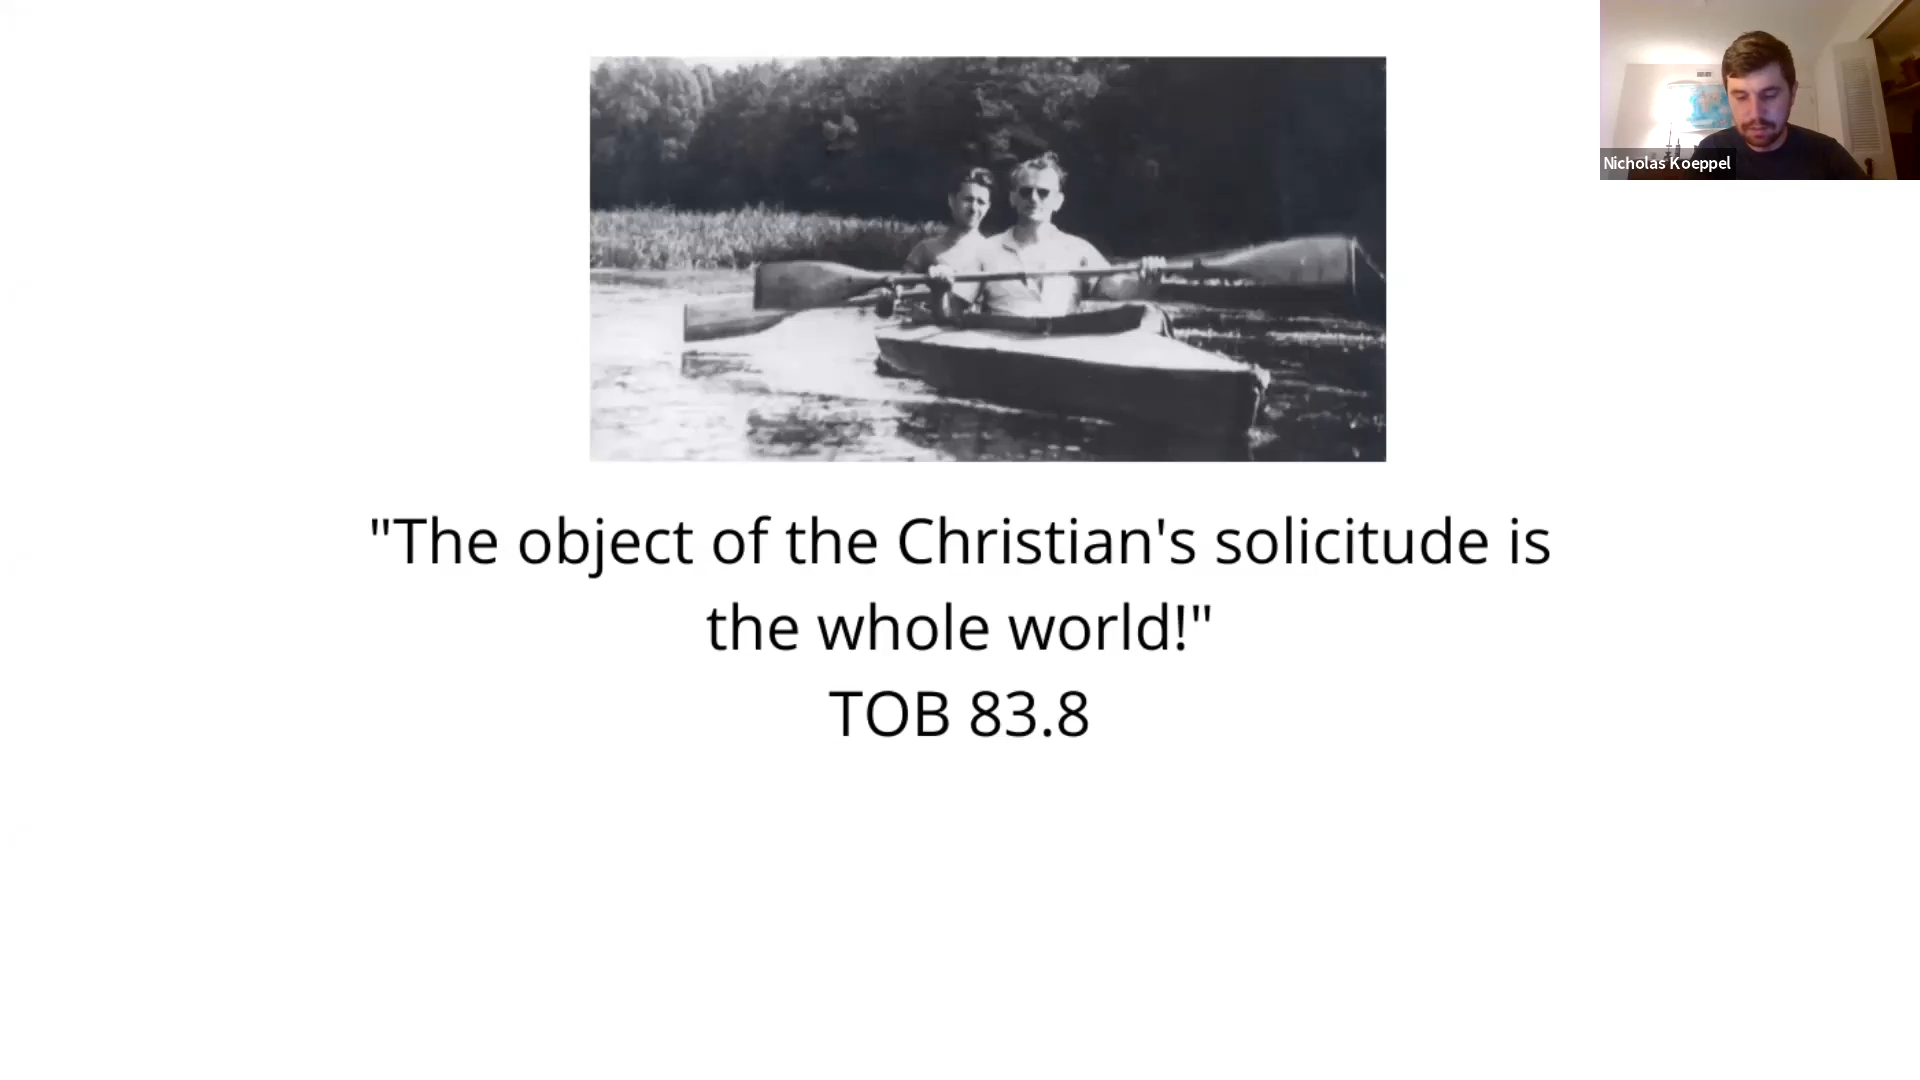 Nicholas Koeppel
"The object of the Christian's solicitude is
the whole world!"
TOB 83.8